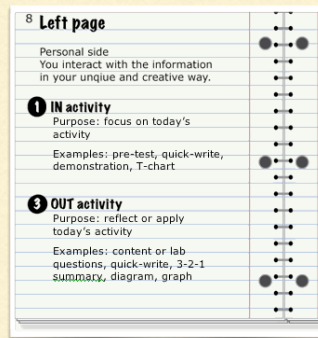 8 Left page
Personal side
You interact with the information
in your unqiue and creative way.
1 IN activity
Purpose: focus on today's
activity
Examples: pre-test, quick-write,
demonstration, T-chart
3 OUT activity
Purpose: reflect or apply
today's activity
Examples: content or lab
questions, quick-write, 3-2-1
summary, diagram, graph